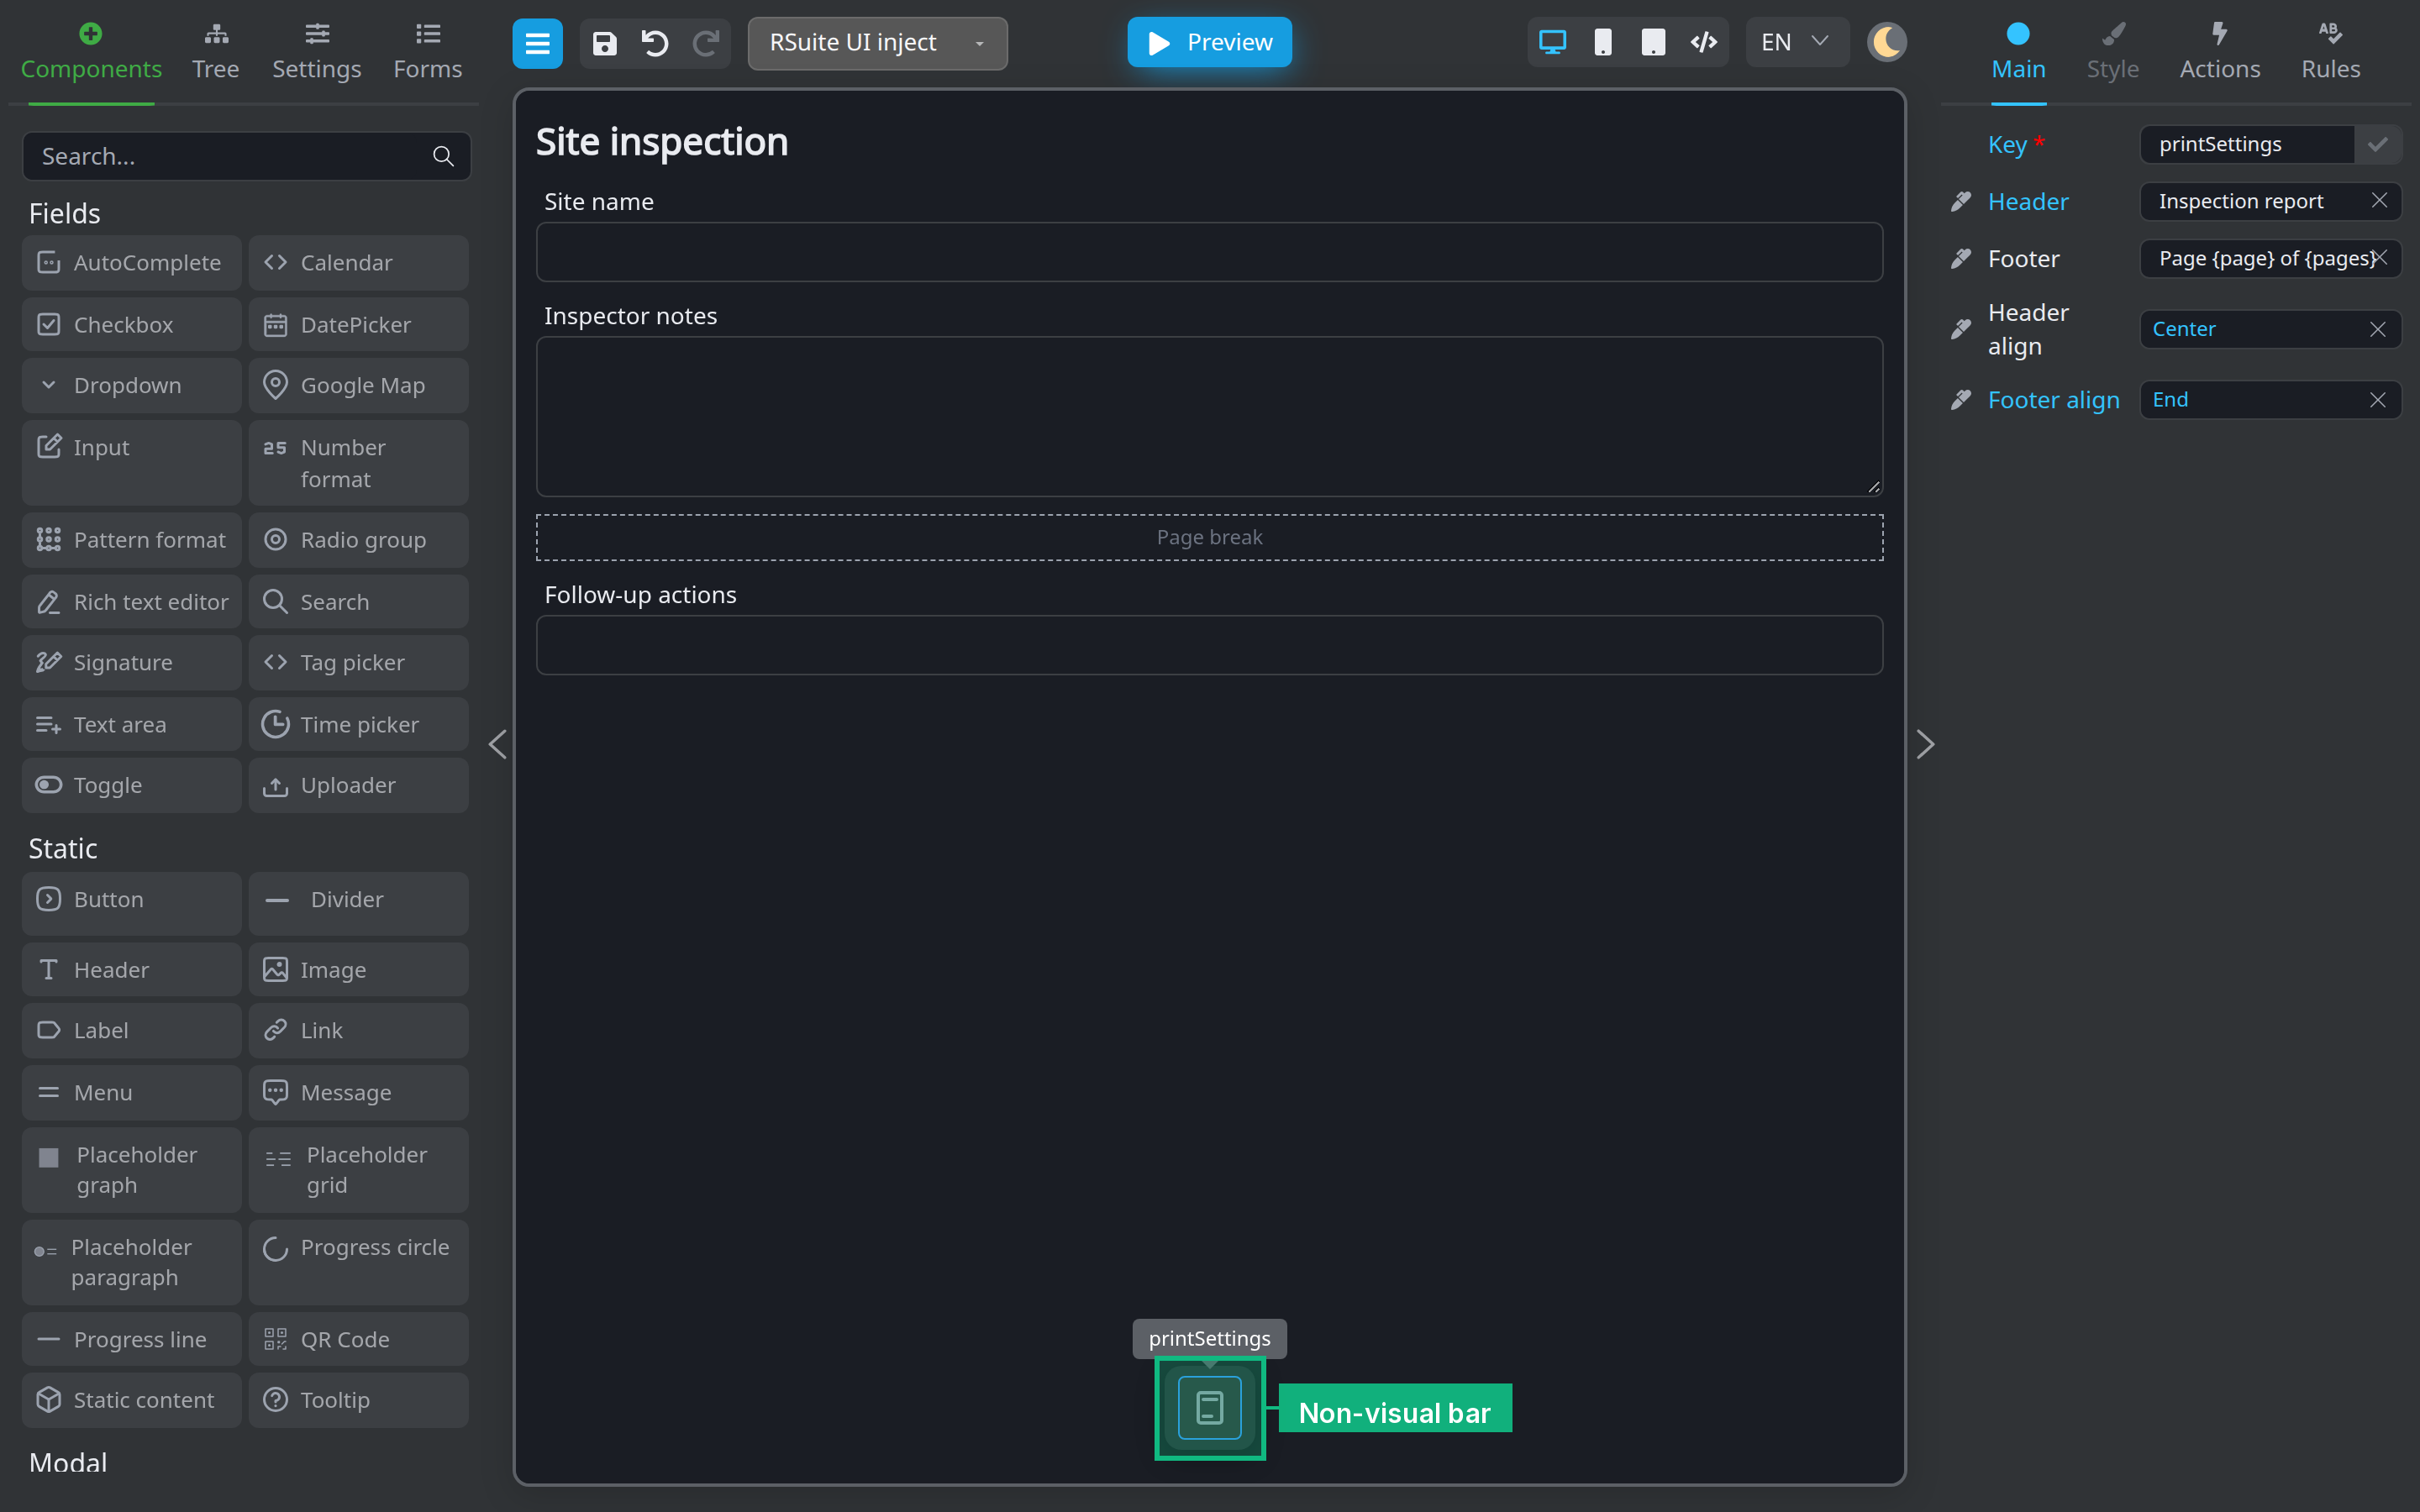 Components
Tree
Settings
Forms
RSuite UI inject
Preview
EN
Main
Style
Actions
Rules
Search...
Fields
AutoComplete
Calendar
Checkbox
DatePicker
Dropdown
Google Map
Input
25 Number
format
Pattern format
Radio group
Rich text editor
Search
Signature
Tag picker
Text area
Time picker
Toggle
Uploader
Static
Button
Divider
Header
Image
Label
Link
Menu
Message
Placeholder
graph
Placeholder
grid
Placeholder
paragraph
Progress circle
Progress line
QR Code
Static content
Tooltip
Modal
Site inspection
Site name
Inspector notes
Page break
Follow-up actions
printSettings
Non-visual bar
Key *
printSettings
Header
Inspection report
Footer
Page {page} of {pages}
Header
align
Center
Footer align
End